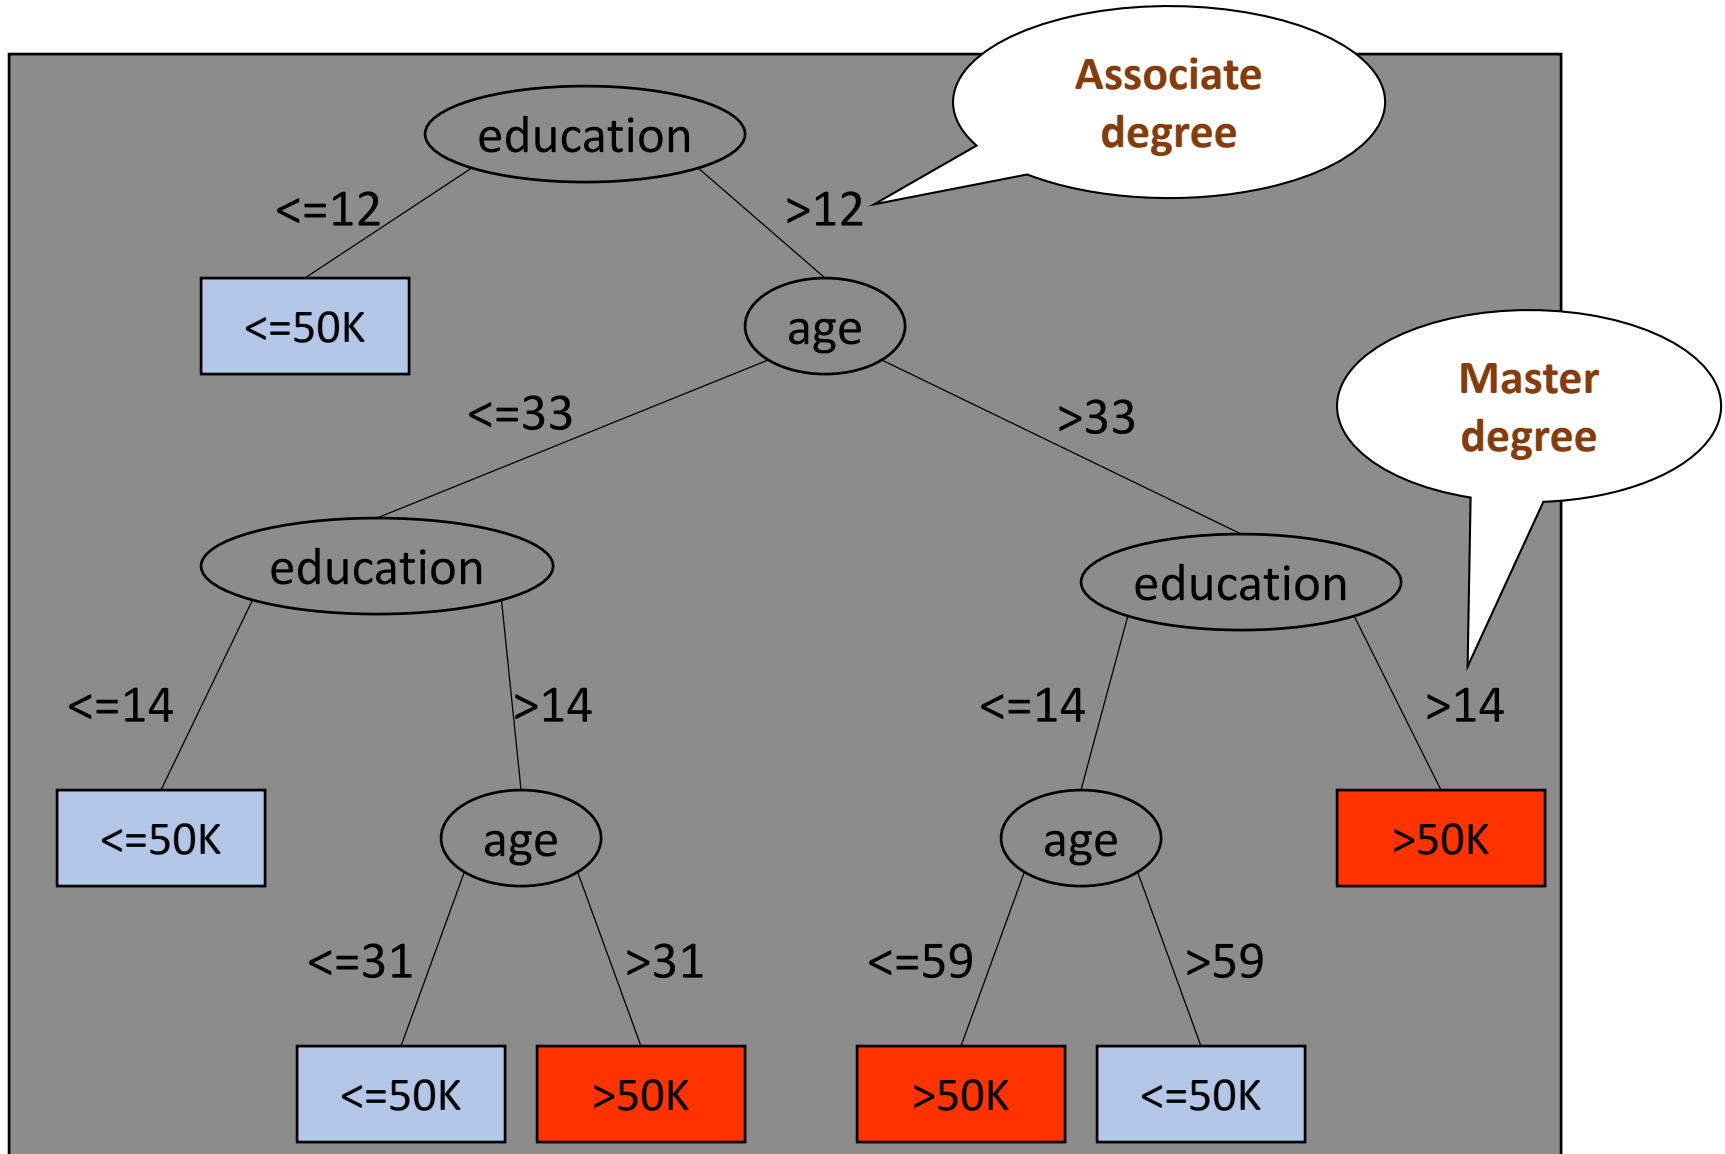 Associate
degree
education
<=12
>12
<=50K
age
Master
degree
<=33
>33
education
education
<=14
>14
<=14
>14
<=50K
age
age
>50K
<=31
>31
<=59
>59
<=50K
>50K
>50K
<=50K